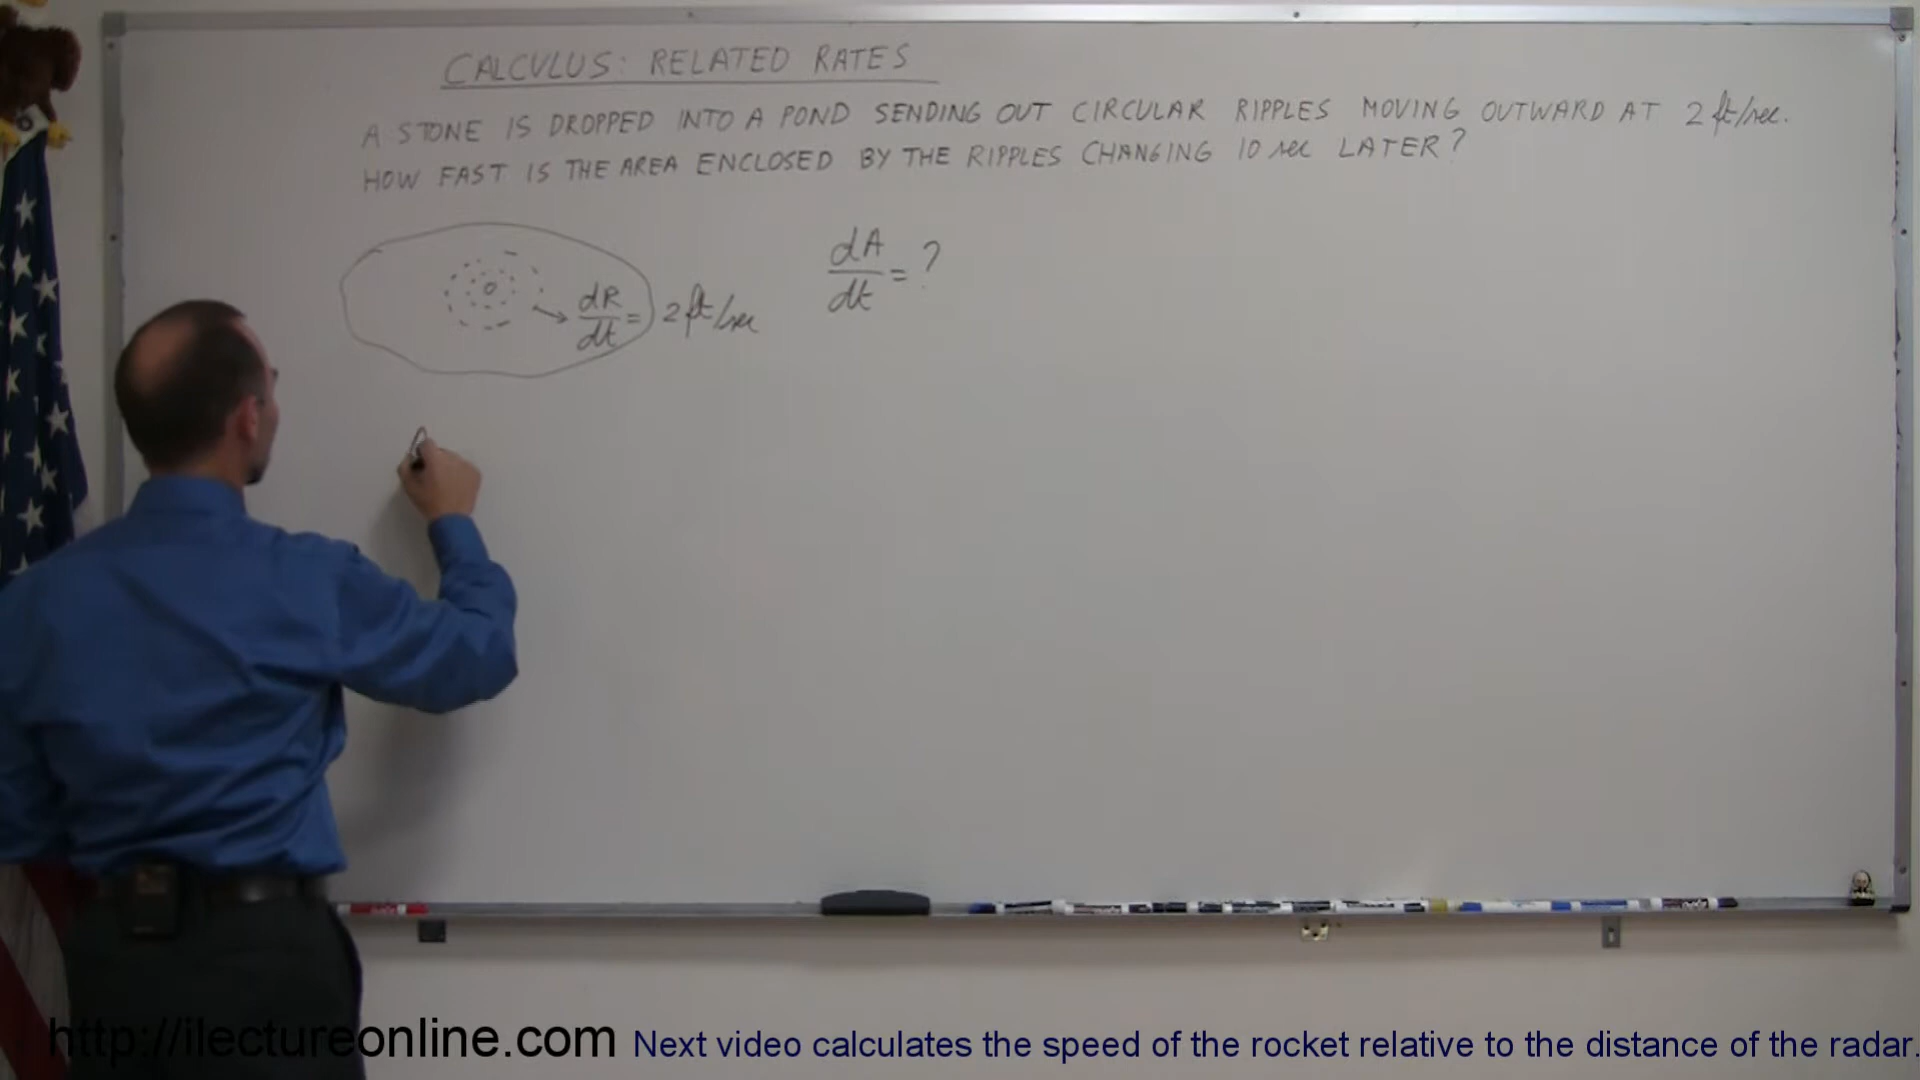 CALCULUS: RELATED RATES
A STONE IS DROPPED INTO A POND SENDING OUT CIRCULAR RIPPLES MOVING OUTWARD AT 2 ft/sec.
HOW FAST IS THE AREA ENCLOSED BY THE RIPPLES CHANGING 10 sec LATER?
dR/dt = 2 ft/sec
dA/dt = ?
http://ilectureonline.com Next video calculates the speed of the rocket relative to the distance of the radar.